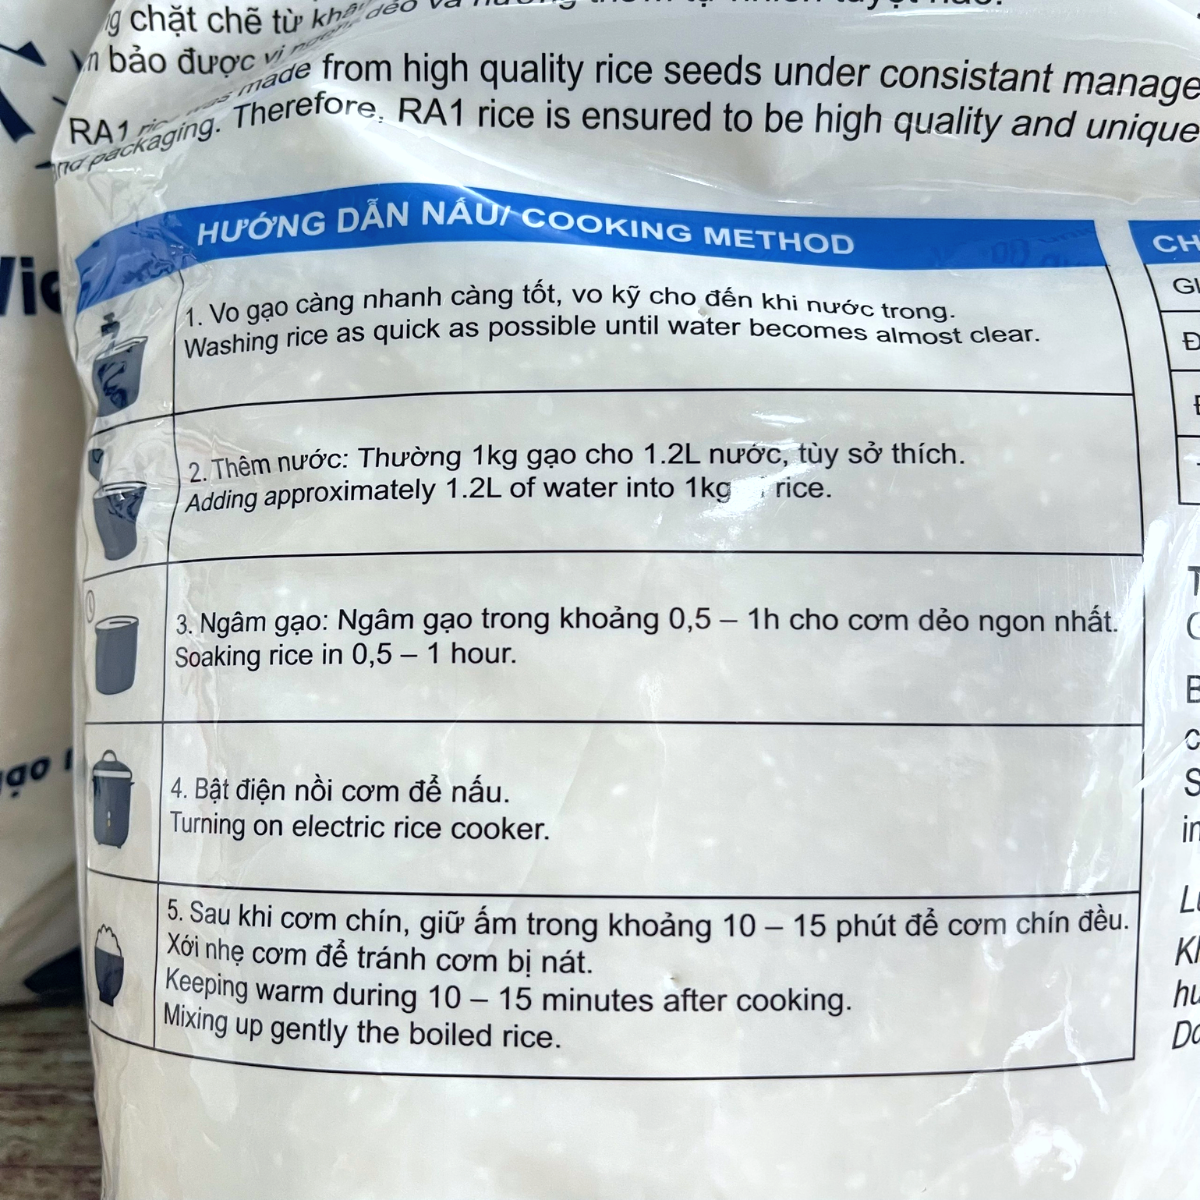 chặt chẽ từ khâ
bảo được vị
RA1 rice was made from high quality rice seeds under consistant manage
and packaging. Therefore, RA1 rice is ensured to be high quality and unique
HƯỚNG DẪN NẤU/ COOKING METHOD
1. Vo gạo càng nhanh càng tốt, vo kỹ cho đến khi nước trong.
Washing rice as quick as possible until water becomes almost clear.
2. Thêm nước: Thường 1kg gạo cho 1.2L nước, tùy sở thích.
Adding approximately 1.2L of water into 1kg rice.
3. Ngâm gạo: Ngâm gạo trong khoảng 0,5 – 1h cho cơm dẻo ngon nhất.
Soaking rice in 0,5 – 1 hour.
4. Bật điện nồi cơm để nấu.
Turning on electric rice cooker.
5. Sau khi cơm chín, giữ ấm trong khoảng 10 – 15 phút để cơm chín đều.
Xới nhẹ cơm để tránh cơm bị nát.
Keeping warm during 10 – 15 minutes after cooking.
Mixing up gently the boiled rice.
CH